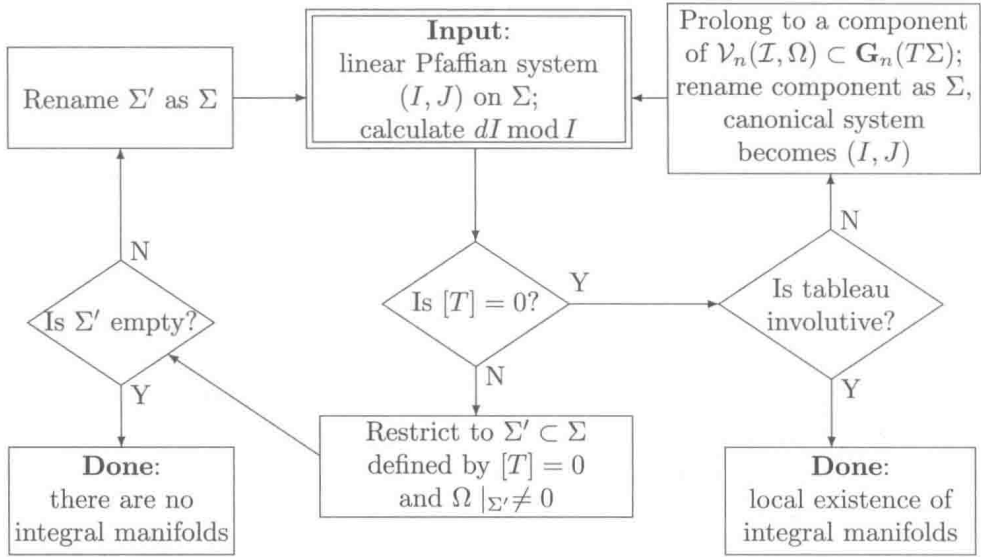 Rename Σ′ as Σ
Input:
linear Pfaffian system
(I, J) on Σ;
calculate dI mod I
Prolong to a component
of 𝒱ₙ(ℐ, Ω) ⊂ 𝐆ₙ(TΣ);
rename component as Σ,
canonical system
becomes (I, J)
N
N
Is Σ′ empty?
Y
Is [T] = 0?
Y
N
Is tableau
involutive?
Y
Done:
there are no
integral manifolds
Restrict to Σ′ ⊂ Σ
defined by [T] = 0
and Ω |Σ′ ≠ 0
Done:
local existence of
integral manifolds